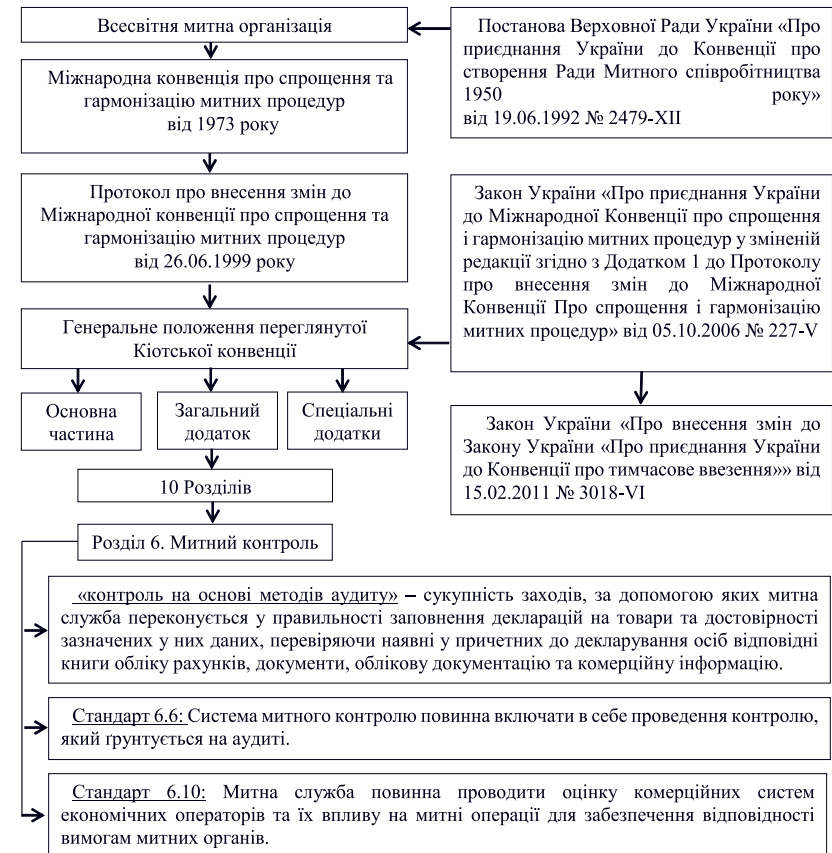 Всесвітня митна організація
Постанова Верховної Ради України «Про
приєднання України до Конвенції про
створення Ради Митного співробітництва
1950 року»
від 19.06.1992 № 2479-XII
Міжнародна конвенція про спрощення та
гармонізацію митних процедур
від 1973 року
Протокол про внесення змін до
Міжнародної конвенції про спрощення та
гармонізацію митних процедур
від 26.06.1999 року
Закон України «Про приєднання України
до Міжнародної Конвенції про спрощення
і гармонізацію митних процедур у зміненій
редакції згідно з Додатком 1 до Протоколу
про внесення змін до Міжнародної
Конвенції Про спрощення і гармонізацію
митних процедур» від 05.10.2006 № 227-V
Генеральне положення переглянутої
Кіотської конвенції
Основна
частина
Загальний
додаток
Спеціальні
додатки
Закон України «Про внесення змін до
Закону України «Про приєднання України
до Конвенції про тимчасове ввезення»» від
15.02.2011 № 3018-VI
10 Розділів
Розділ 6. Митний контроль
«контроль на основі методів аудиту» – сукупність заходів, за допомогою яких митна
служба переконується у правильності заповнення декларацій на товари та достовірності
зазначених у них даних, перевіряючи наявні у причетних до декларування осіб відповідні
книги обліку рахунків, документи, облікову документацію та комерційну інформацію.
Стандарт 6.6: Система митного контролю повинна включати в себе проведення контролю,
який ґрунтується на аудиті.
Стандарт 6.10: Митна служба повинна проводити оцінку комерційних систем
економічних операторів та їх впливу на митні операції для забезпечення відповідності
вимогам митних органів.